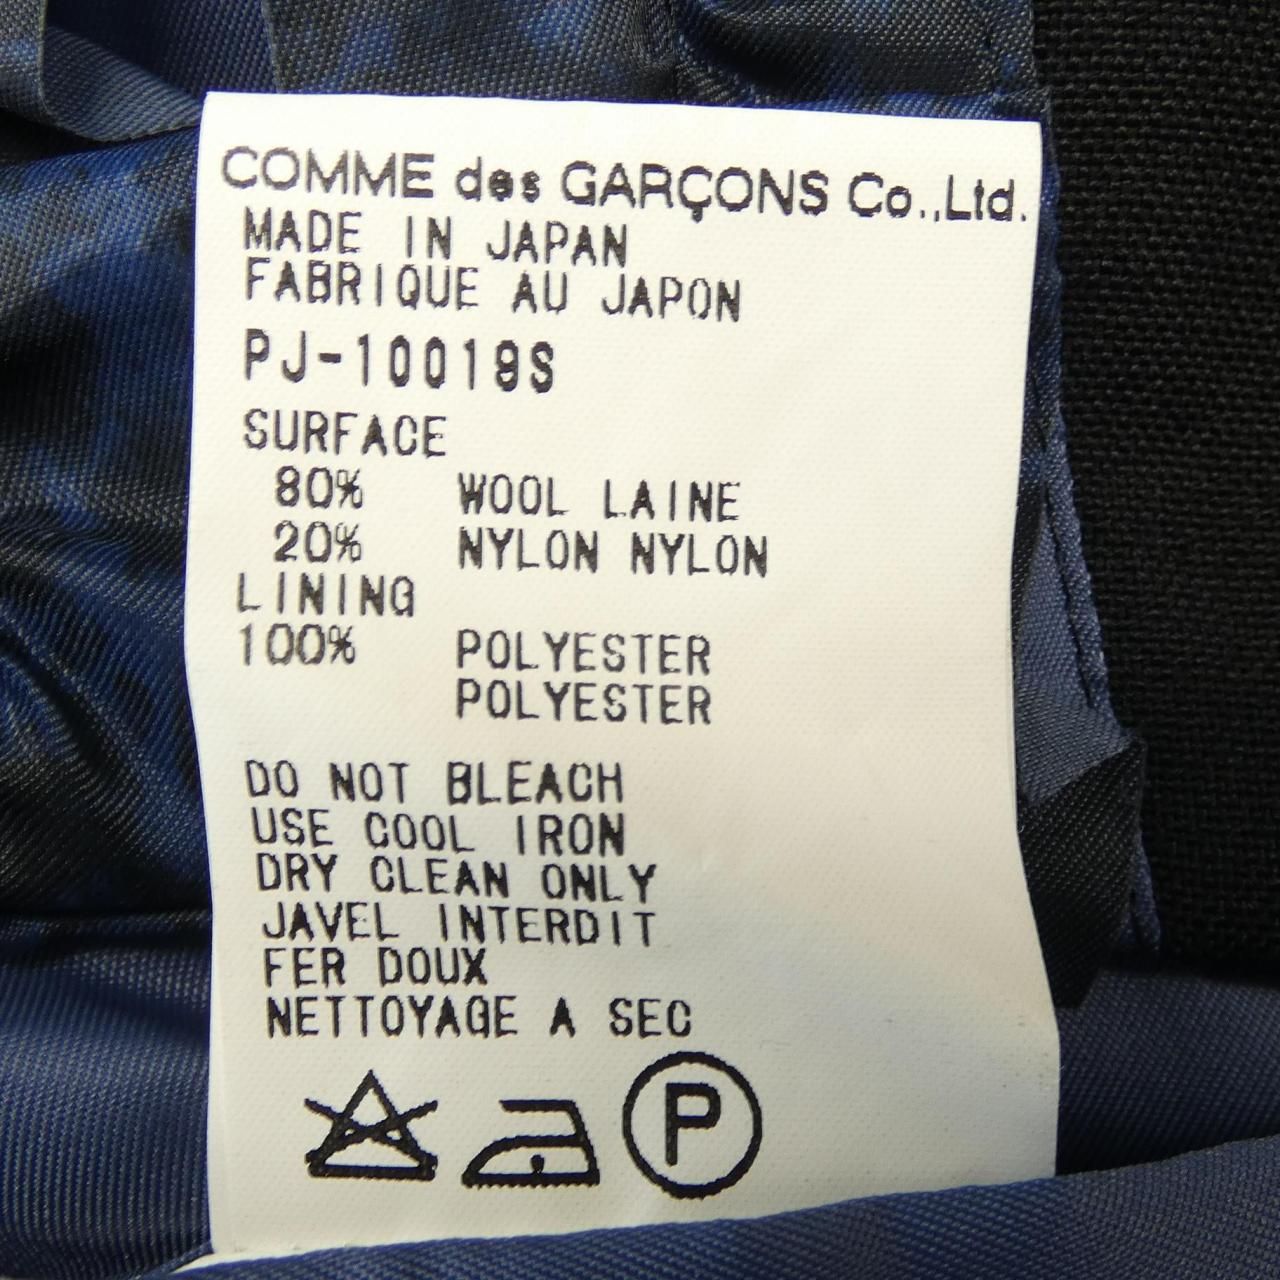 COMME des GARÇONS Co.,Ltd.
MADE IN JAPAN
FABRIQUE AU JAPON
PJ-10019S
SURFACE
80% WOOL LAINE
20% NYLON NYLON
LINING
100% POLYESTER
POLYESTER
DO NOT BLEACH
USE COOL IRON
DRY CLEAN ONLY
JAVEL INTERDIT
FER DOUX
NETTOYAGE A SEC
P